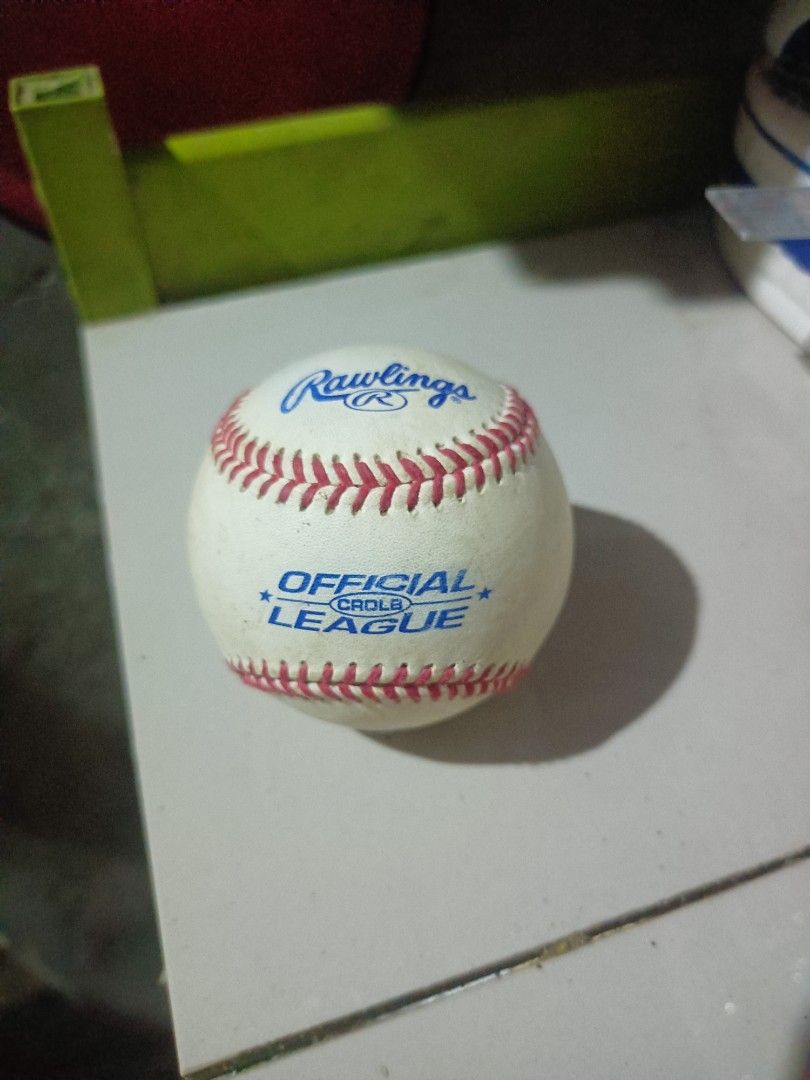 Rawlings
R
OFFICIAL
CROLB
LEAGUE